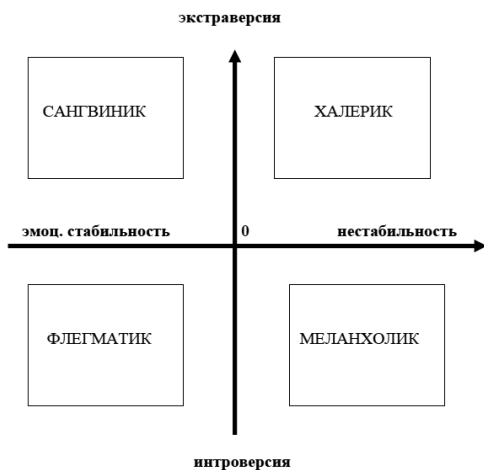 экстраверсия
САНГВИНИК
ХАЛЕРИК
эмоц. стабильность
0
нестабильность
ФЛЕГМАТИК
МЕЛАНХОЛИК
интроверсия